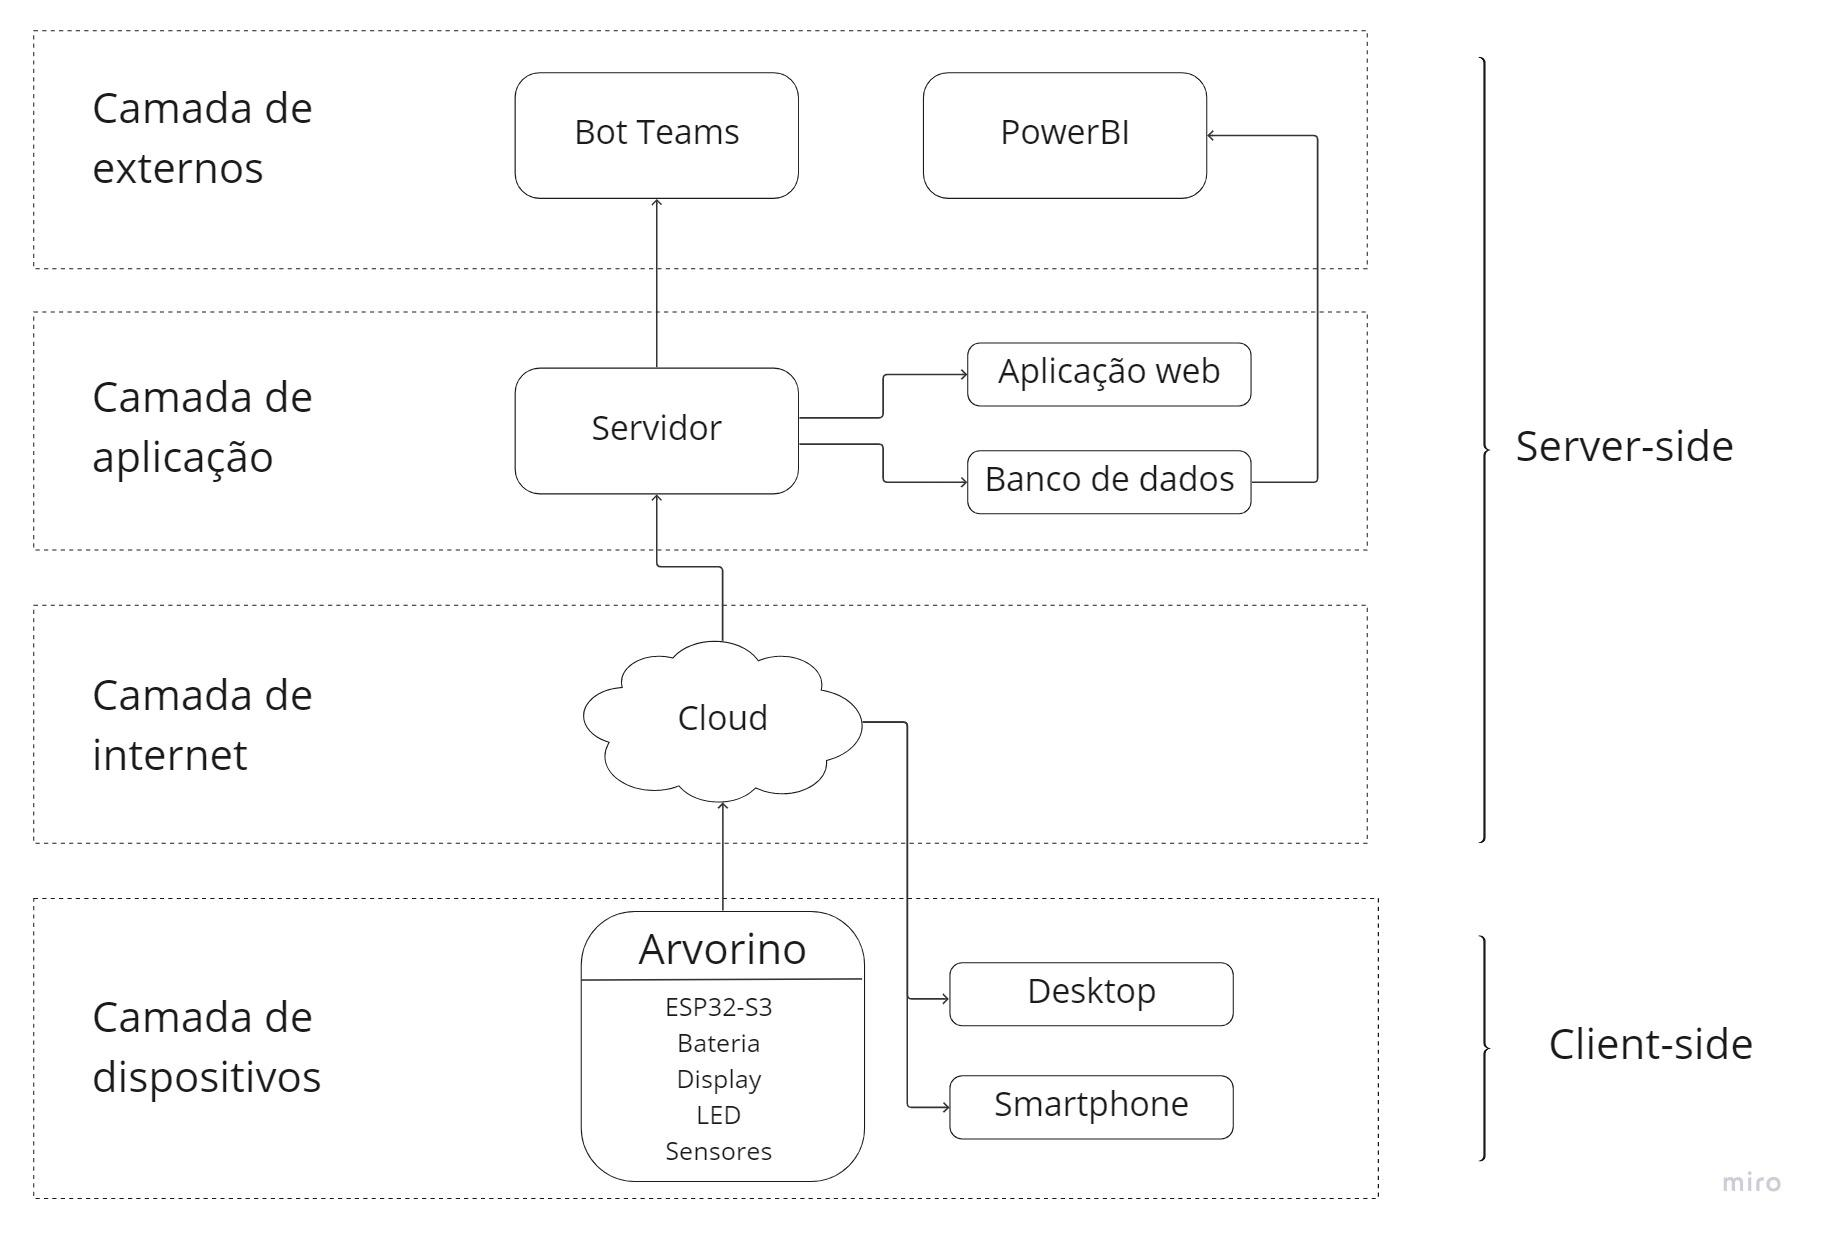 Camada de
externos
Bot Teams
PowerBI
Camada de
aplicação
Servidor
Aplicação web
Banco de dados
Server-side
Camada de
internet
Cloud
Camada de
dispositivos
Arvorino
ESP32-S3
Bateria
Display
LED
Sensores
Desktop
Smartphone
Client-side
miro